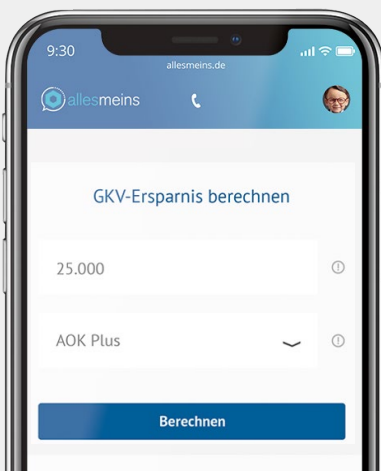 9:30
allesmeins.de
allesmeins
GKV-Ersparnis berechnen
25.000
AOK Plus
Berechnen